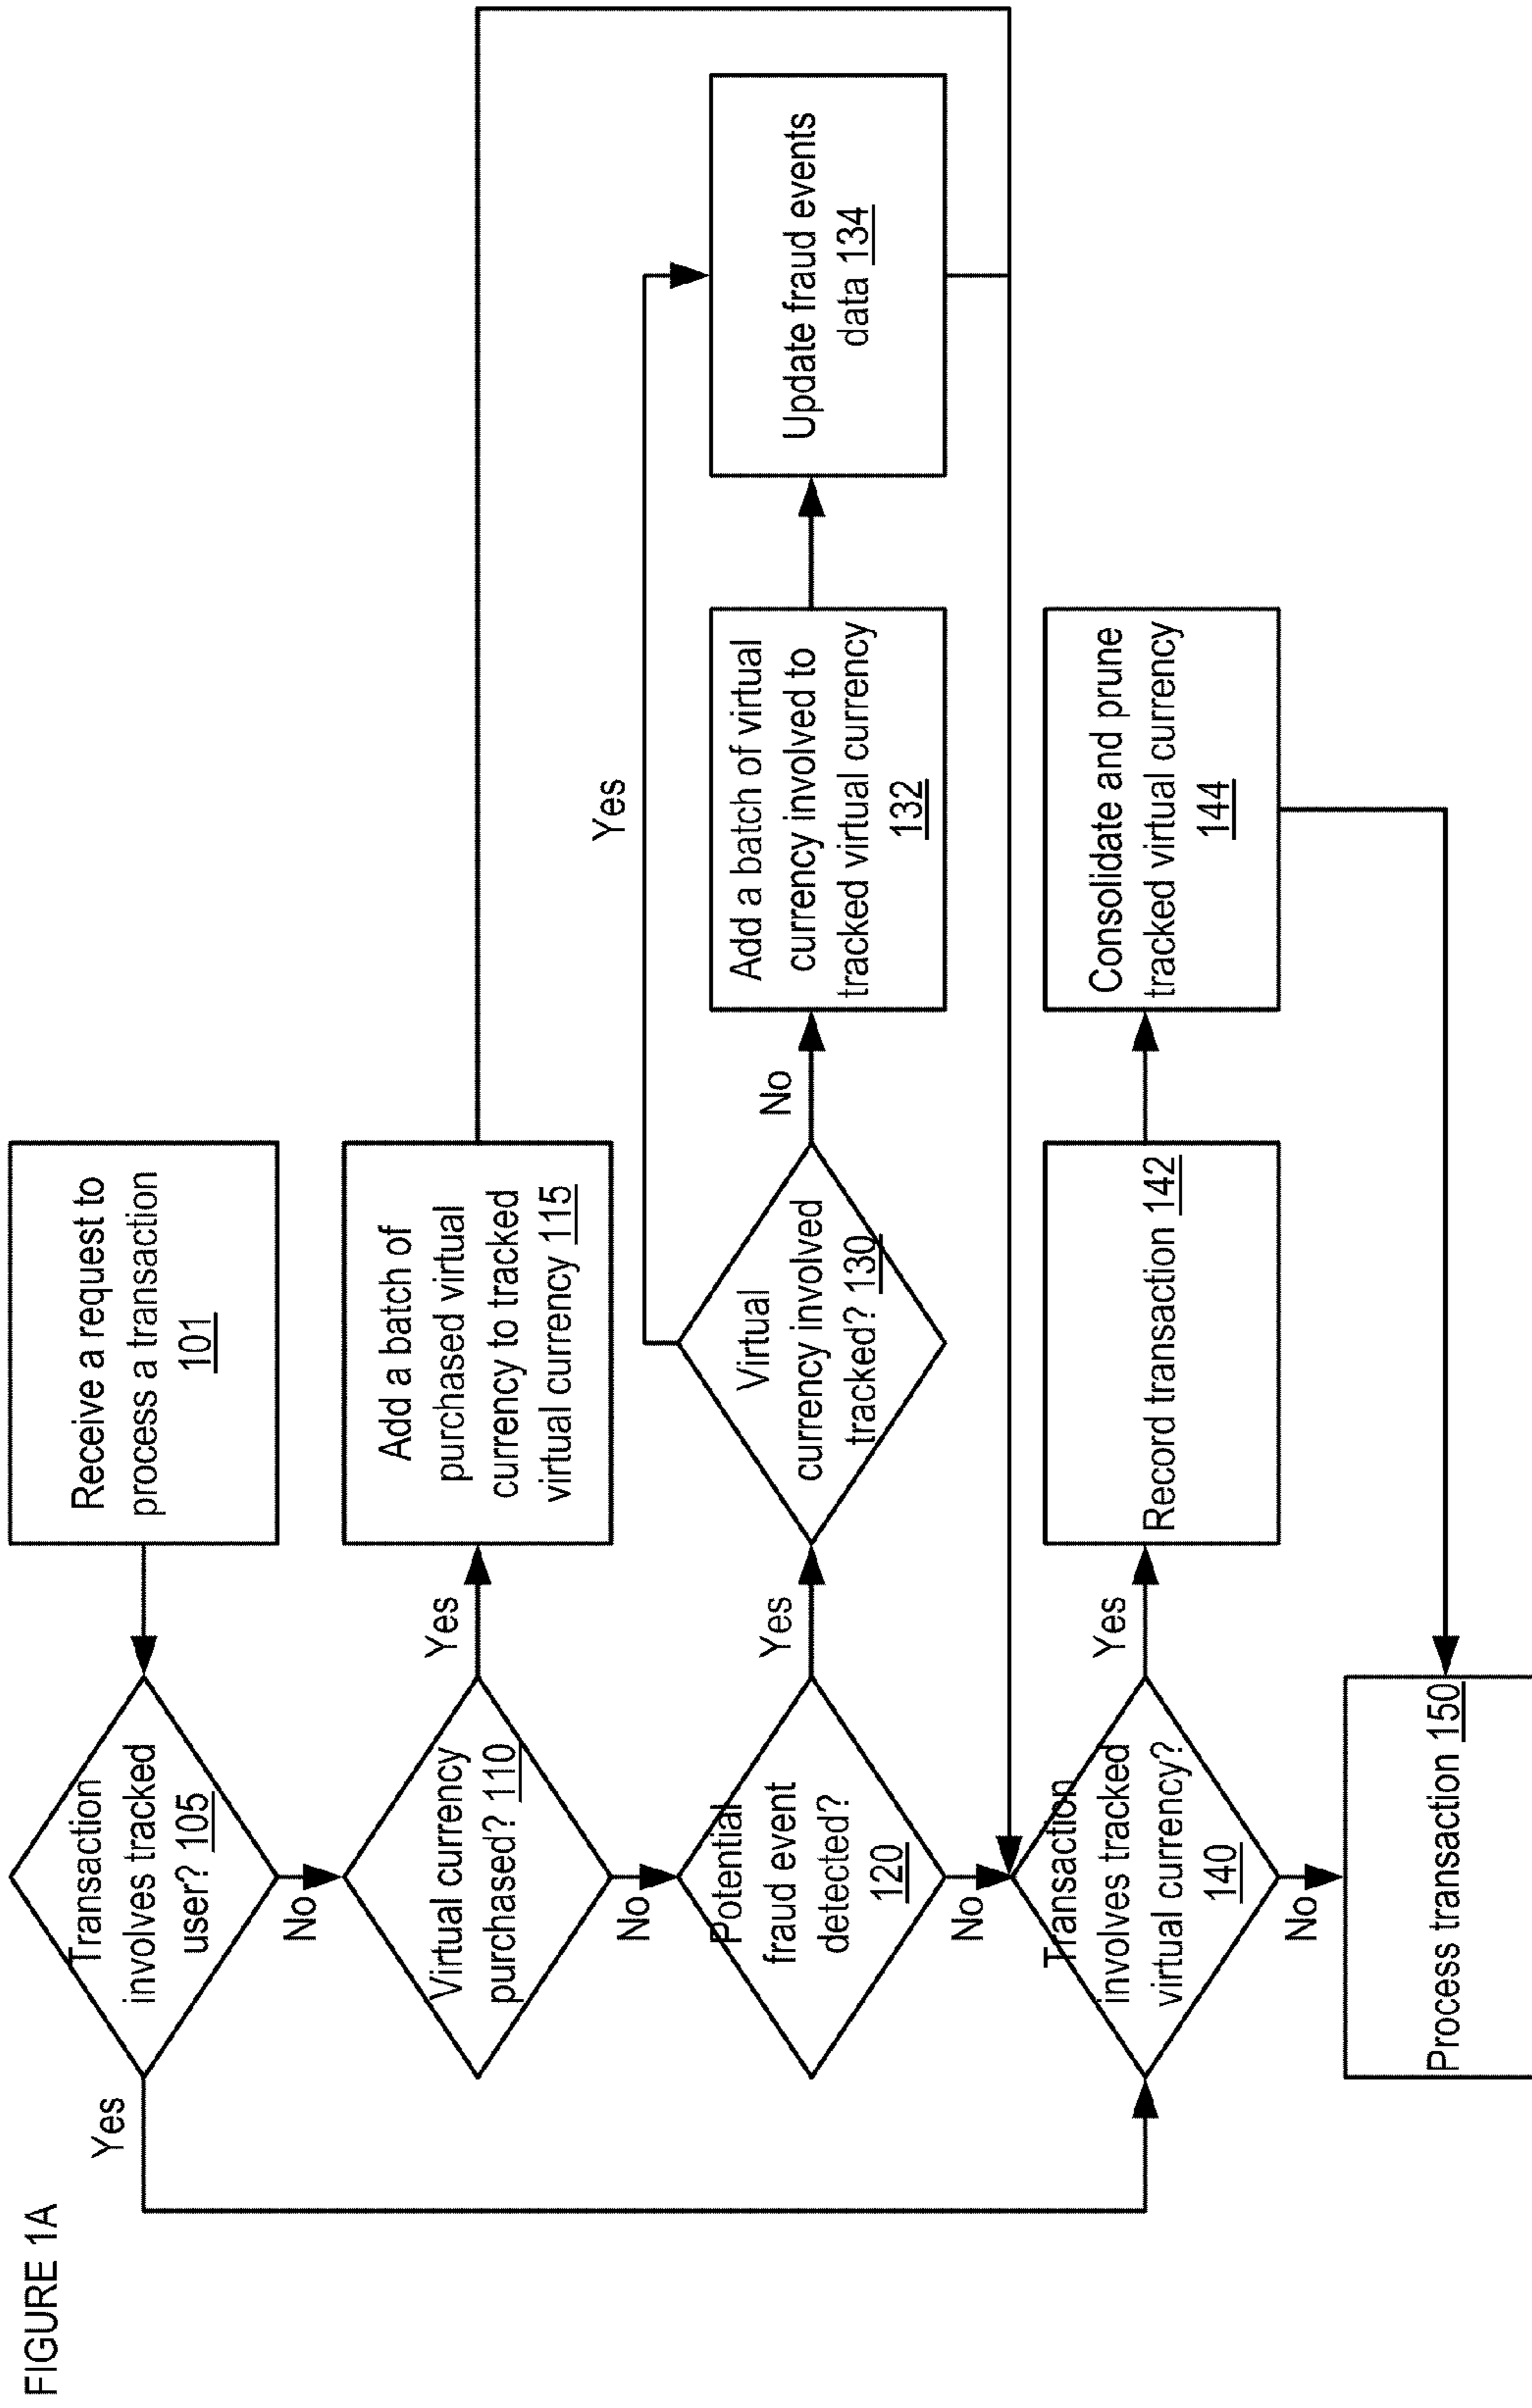 FIGURE 1A
Receive a request to
process a transaction
101
Transaction
involves tracked
user? 105
Yes
No
Virtual currency
purchased? 110
Yes
Add a batch of
purchased virtual
currency to tracked
virtual currency 115
No
Potential
fraud event
detected?
120
Yes
Virtual
currency involved
tracked? 130
Yes
No
Add a batch of virtual
currency involved to
tracked virtual currency
132
Update fraud events
data 134
No
Transaction
involves tracked
virtual currency?
140
Yes
Record transaction 142
Consolidate and prune
tracked virtual currency
144
No
Process transaction 150